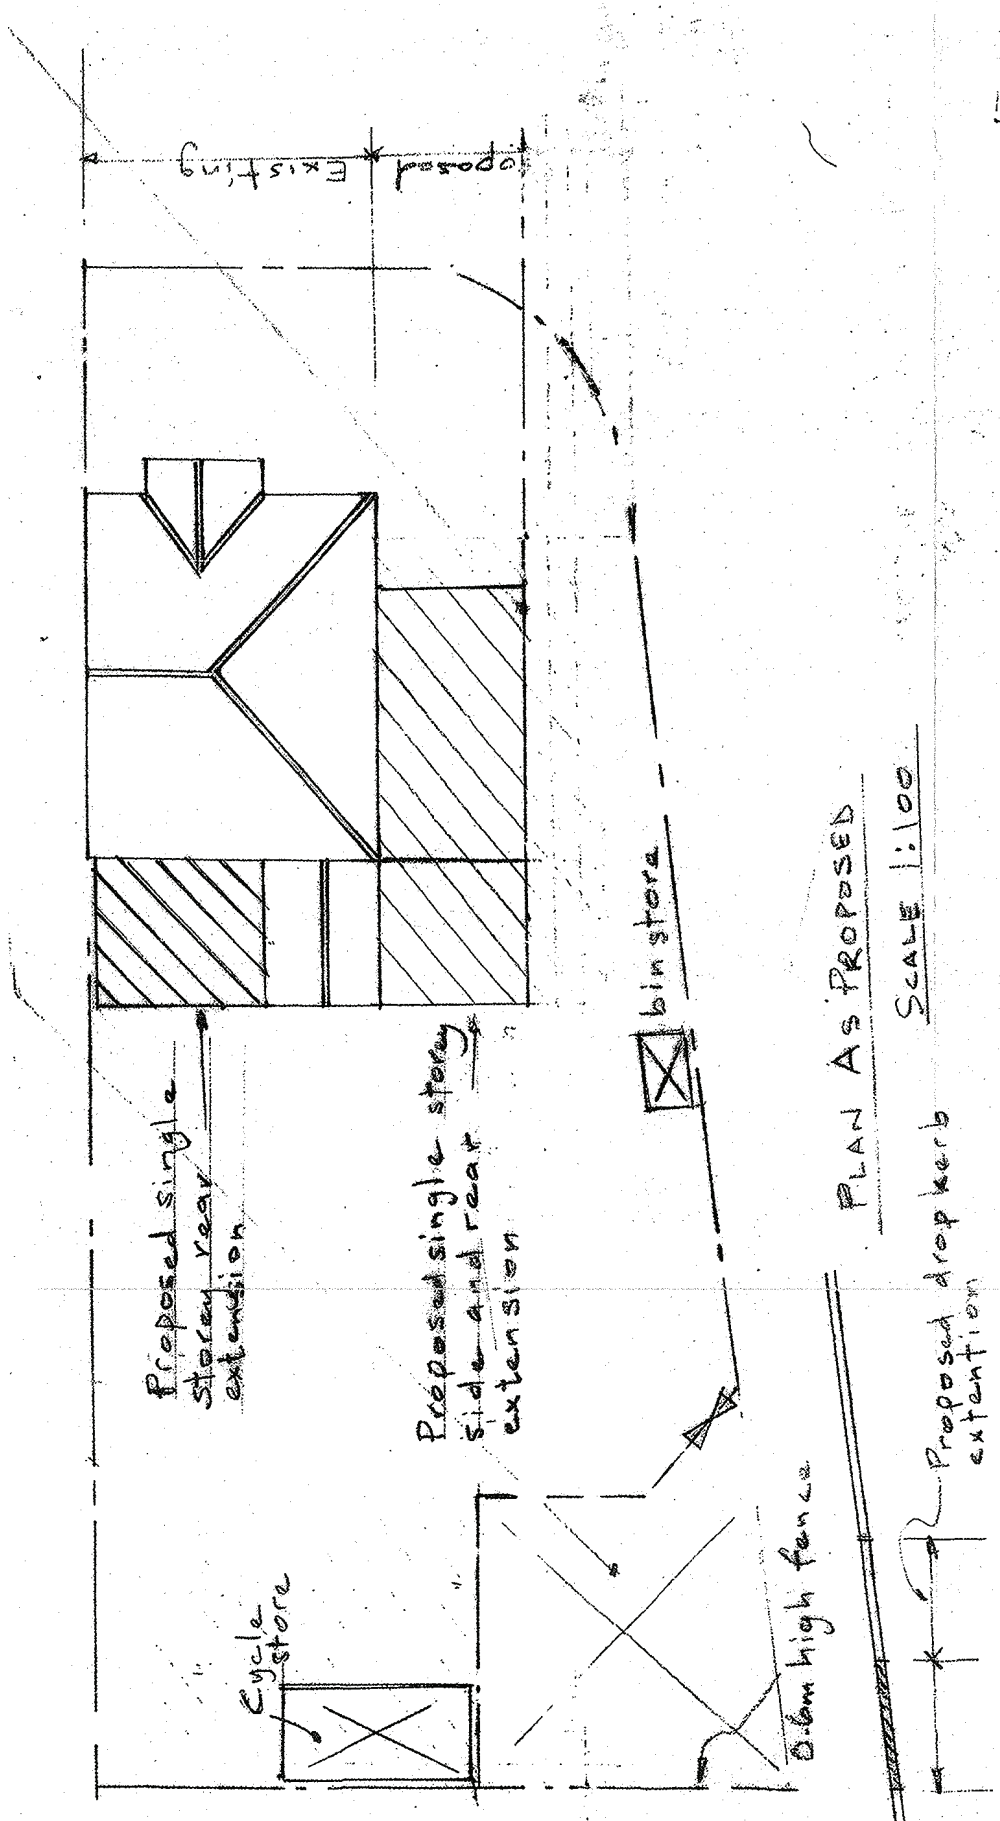 Existing
oposed
Proposed single
storey rear
extension
Proposed single storey
side and rear
extension
bin store
Cycle
store
0.6m high fence
Proposed drop kerb
extention
PLAN AS PROPOSED
SCALE 1:100